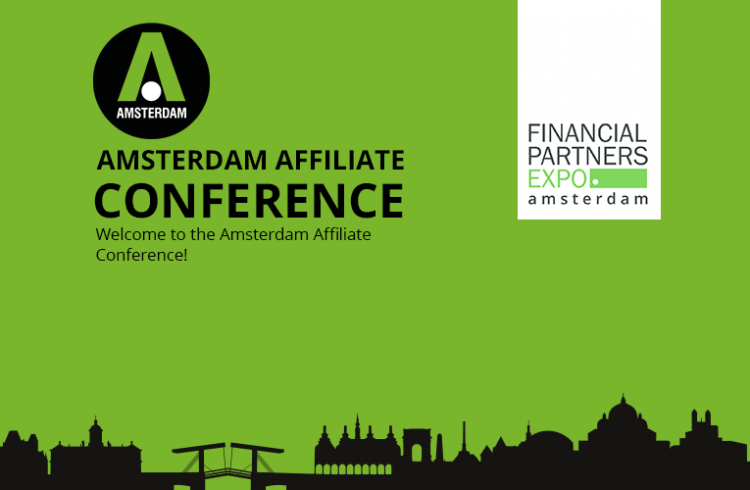 AMSTERDAM
AMSTERDAM AFFILIATE
CONFERENCE
Welcome to the Amsterdam Affiliate
Conference!
FINANCIAL
PARTNERS
EXPO
amsterdam